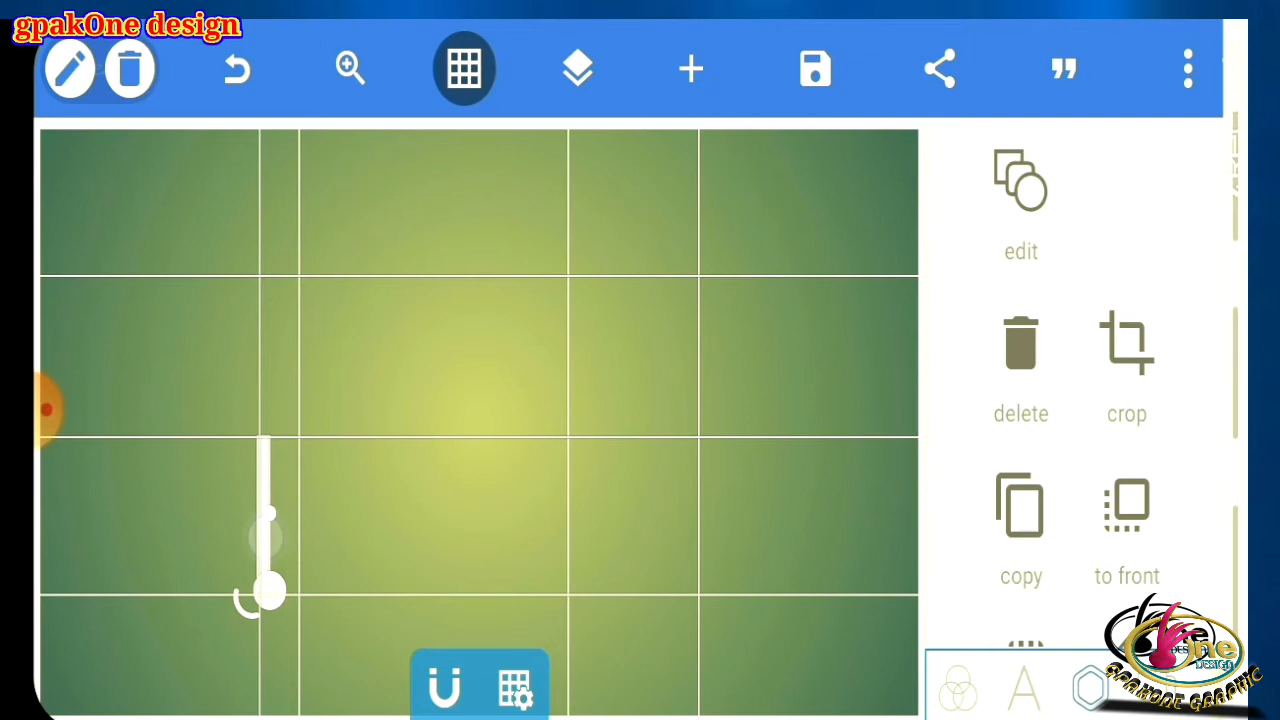 gpakOne design
edit
delete crop
copy to front
One
DESIGN
GPAKONE GRAPHIC